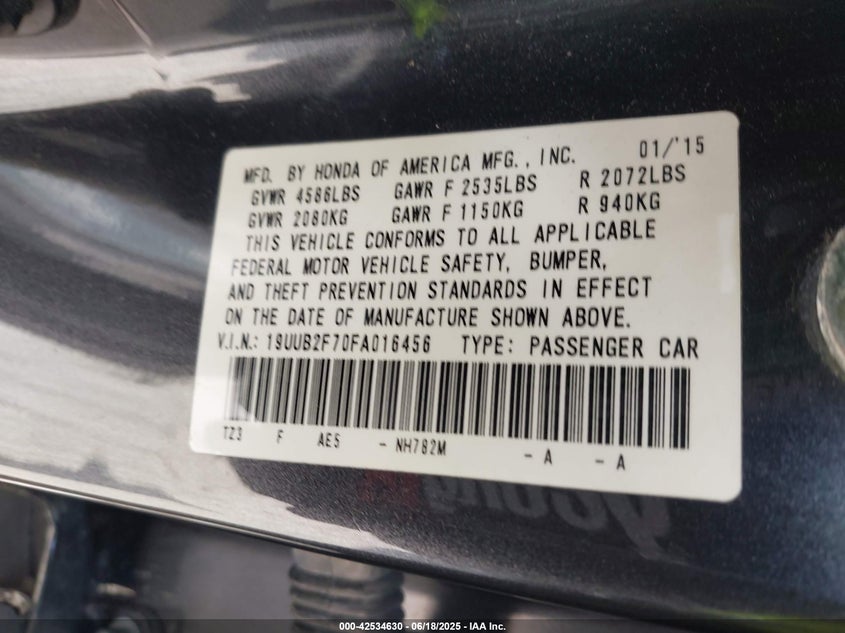 MFD. BY HONDA OF AMERICA MFG., INC. 01/'15
GVWR 4586LBS GAWR F 2535LBS R 2072LBS
GVWR 2080KG GAWR F 1150KG R 940KG
THIS VEHICLE CONFORMS TO ALL APPLICABLE
FEDERAL MOTOR VEHICLE SAFETY, BUMPER,
AND THEFT PREVENTION STANDARDS IN EFFECT
ON THE DATE OF MANUFACTURE SHOWN ABOVE.
V.I.N.: 19UUB2F70FA016456 TYPE: PASSENGER CAR
TZ3 F AE5 - NH782M - A - A
000-42534630 - 06/18/2025 - IAA Inc.